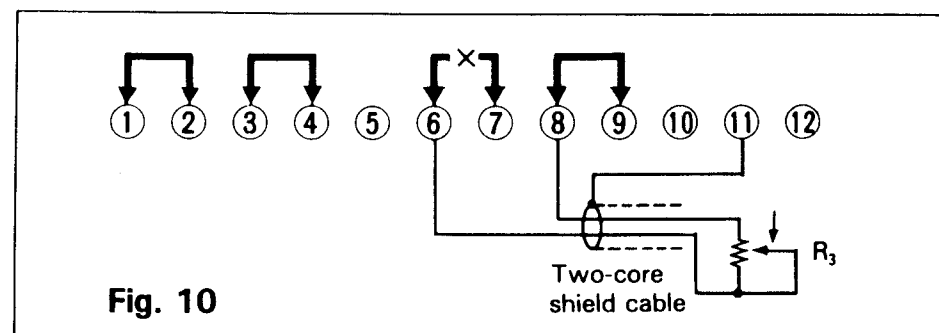 ① ② ③ ④ ⑤ ⑥ ⑦ ⑧ ⑨ ⑩ ⑪ ⑫
R₃
Two-core
shield cable
Fig. 10